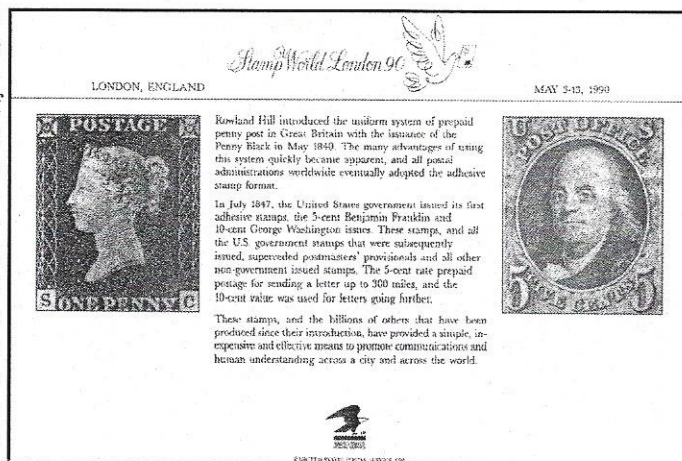 Stamp World London 90
LONDON, ENGLAND
MAY 3-13, 1990
POSTAGE
S ONE PENNY C
Rowland Hill introduced the uniform system of prepaid
penny post in Great Britain with the issuance of the
Penny Black in May 1840. The many advantages of using
this system quickly became apparent, and all postal
administrations worldwide eventually adopted the adhesive
stamp format.
In July 1847, the United States government issued its first
adhesive stamps, the 5-cent Benjamin Franklin and
10-cent George Washington issues. These stamps, and all
the U.S. government stamps that were subsequently
issued, superceded postmasters' provisionals and all other
non-government issued stamps. The 5-cent rate prepaid
postage for sending a letter up to 300 miles, and the
10-cent value was used for letters going further.
These stamps, and the billions of others that have been
produced since their introduction, have provided a simple, in-
expensive and effective means to promote communications and
human understanding across a city and across the world.
U S
POST OFFICE
5 FIVE CENTS 5